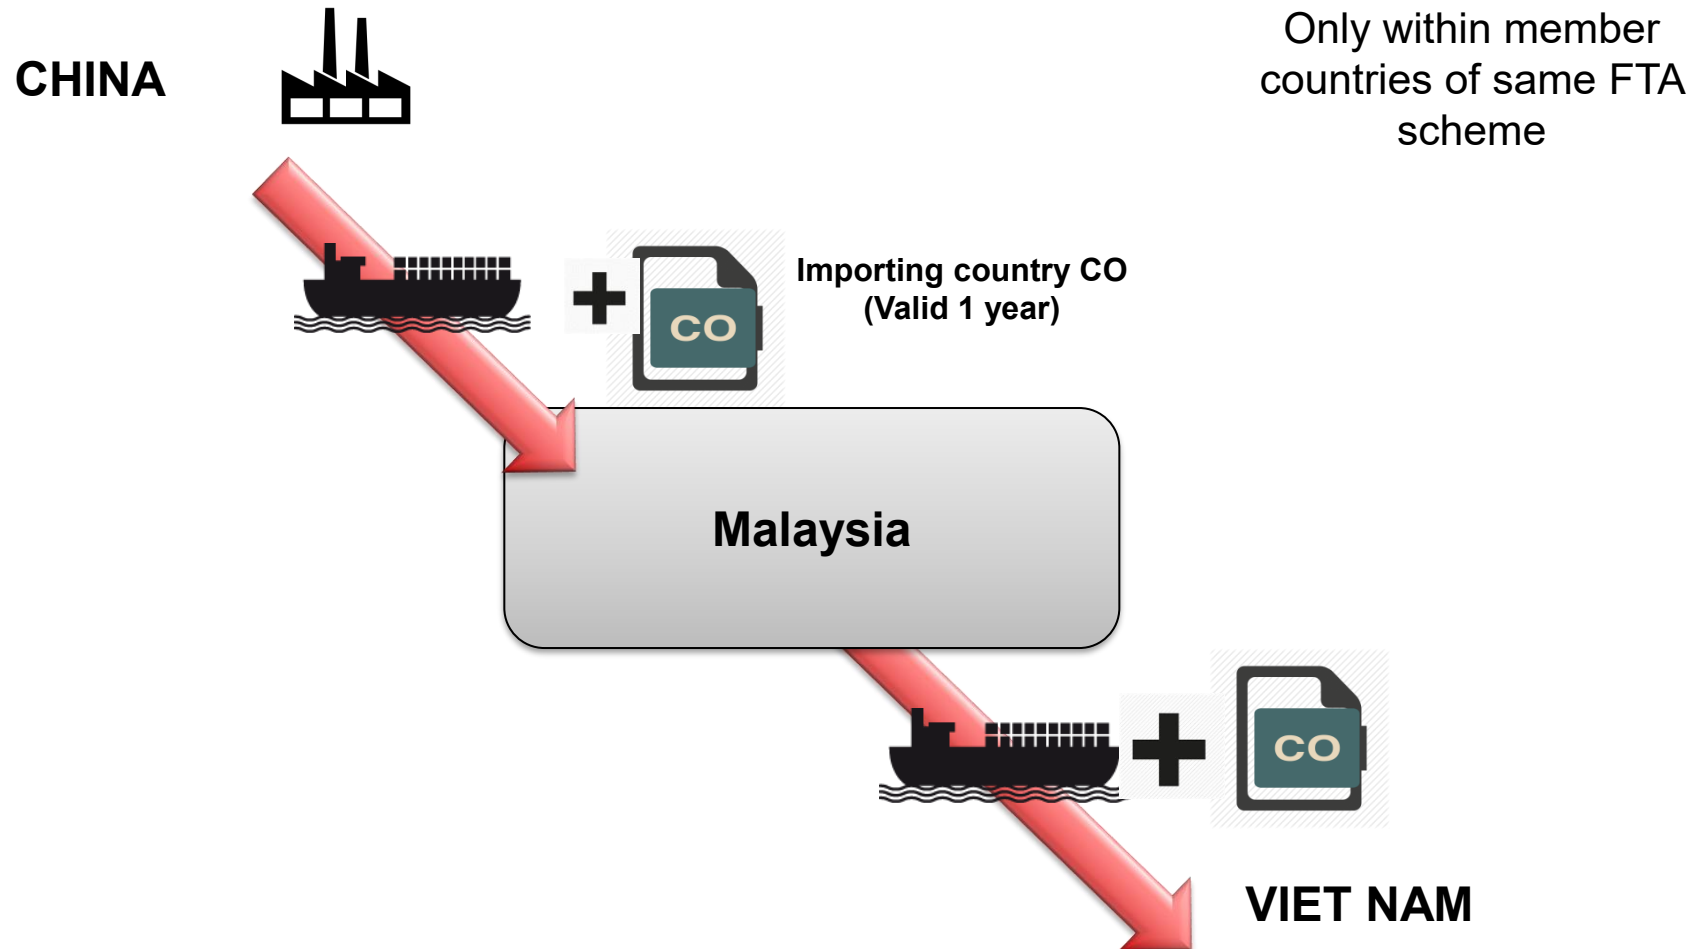 CHINA
Only within member
countries of same FTA
scheme
Importing country CO
(Valid 1 year)
CO
Malaysia
CO
VIET NAM